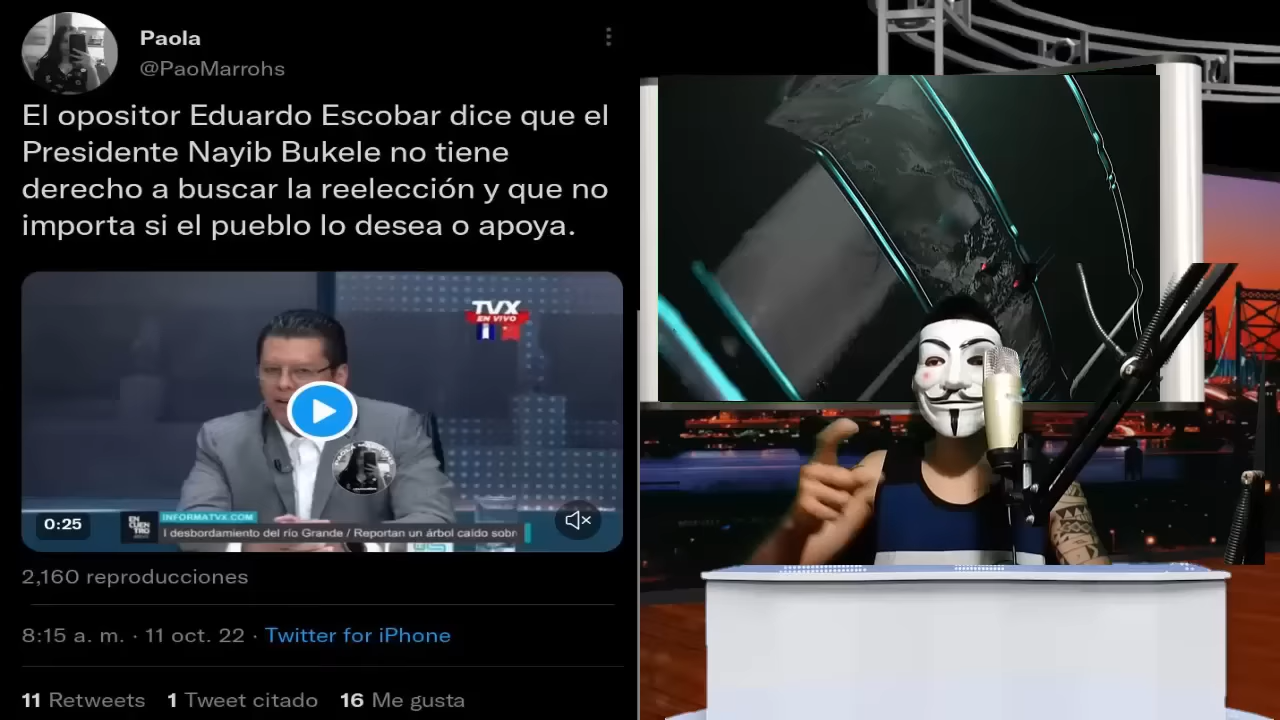 Paola
@PaoMarrohs
El opositor Eduardo Escobar dice que el
Presidente Nayib Bukele no tiene
derecho a buscar la reelección y que no
importa si el pueblo lo desea o apoya.
TVX
EN VIVO
0:25
EN
CUEN
TRO
INFORMATVX.COM
l desbordamiento del río Grande / Reportan un árbol caído sobr
2,160 reproducciones
8:15 a. m. · 11 oct. 22 · Twitter for iPhone
11 Retweets 1 Tweet citado 16 Me gusta